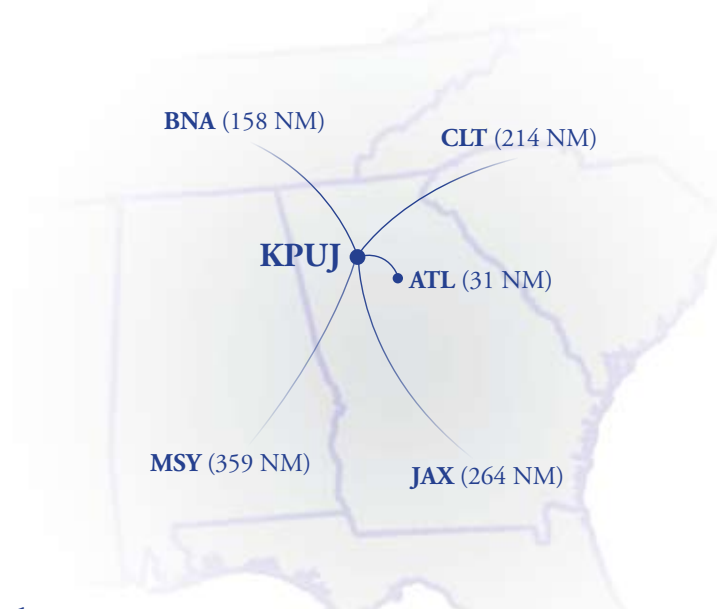 BNA (158 NM)
CLT (214 NM)
KPUJ
ATL (31 NM)
MSY (359 NM)
JAX (264 NM)